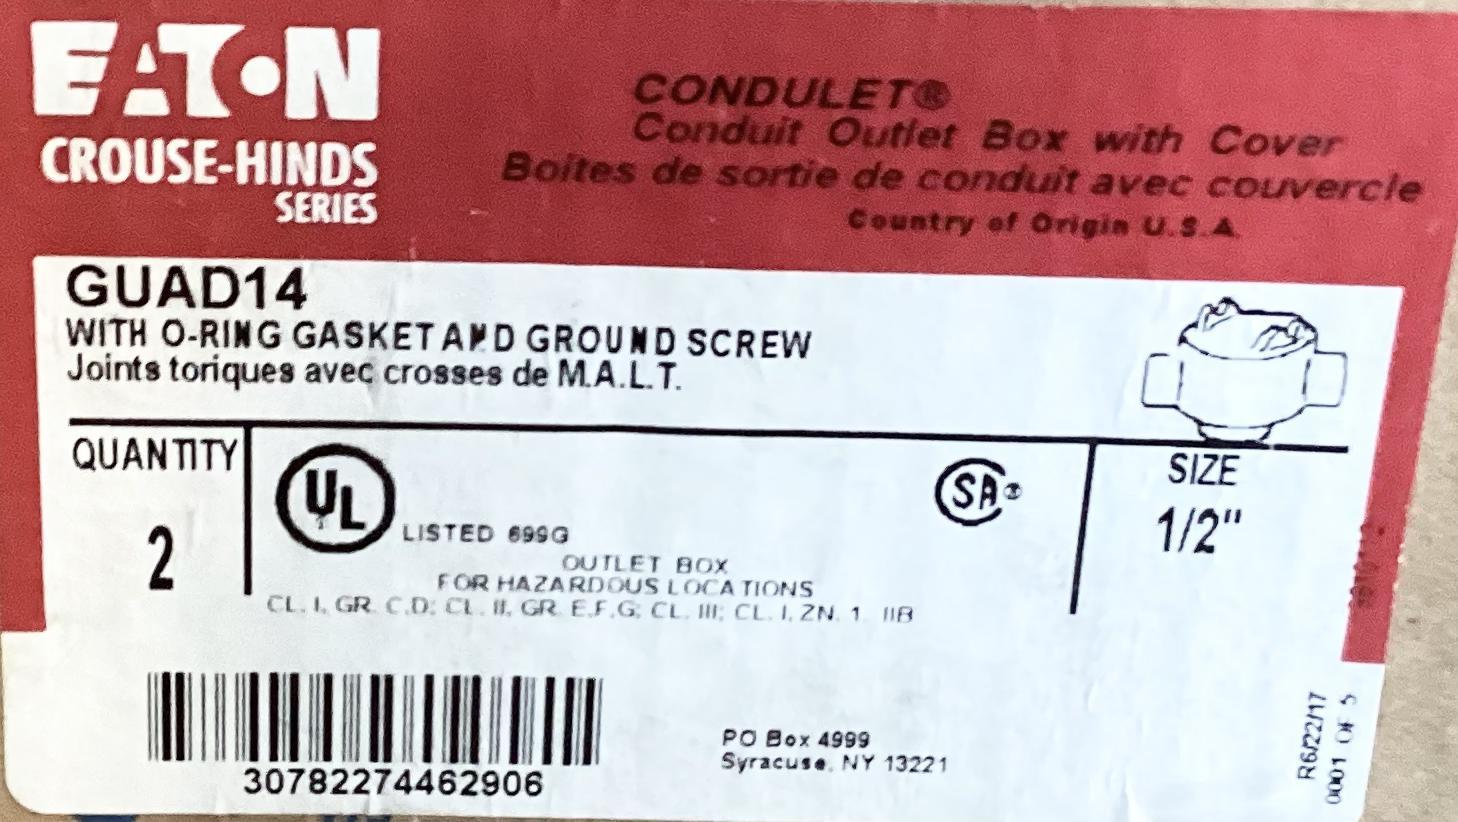 EATON
CROUSE-HINDS
SERIES
CONDULET®
Conduit Outlet Box with Cover
Boites de sortie de conduit avec couvercle
Country of Origin U.S.A.
GUAD14
WITH O-RING GASKET AND GROUND SCREW
Joints toriques avec crosses de M.A.L.T.
QUANTITY
2
UL
LISTED 699G
OUTLET BOX
FOR HAZARDOUS LOCATIONS
CL. I, GR. C,D; CL. II, GR. E,F,G; CL. III; CL. I, ZN. 1 IIB
SA®
SIZE
1/2"
30782274462906
PO Box 4999
Syracuse, NY 13221
R6/22/17
0001 OF 5